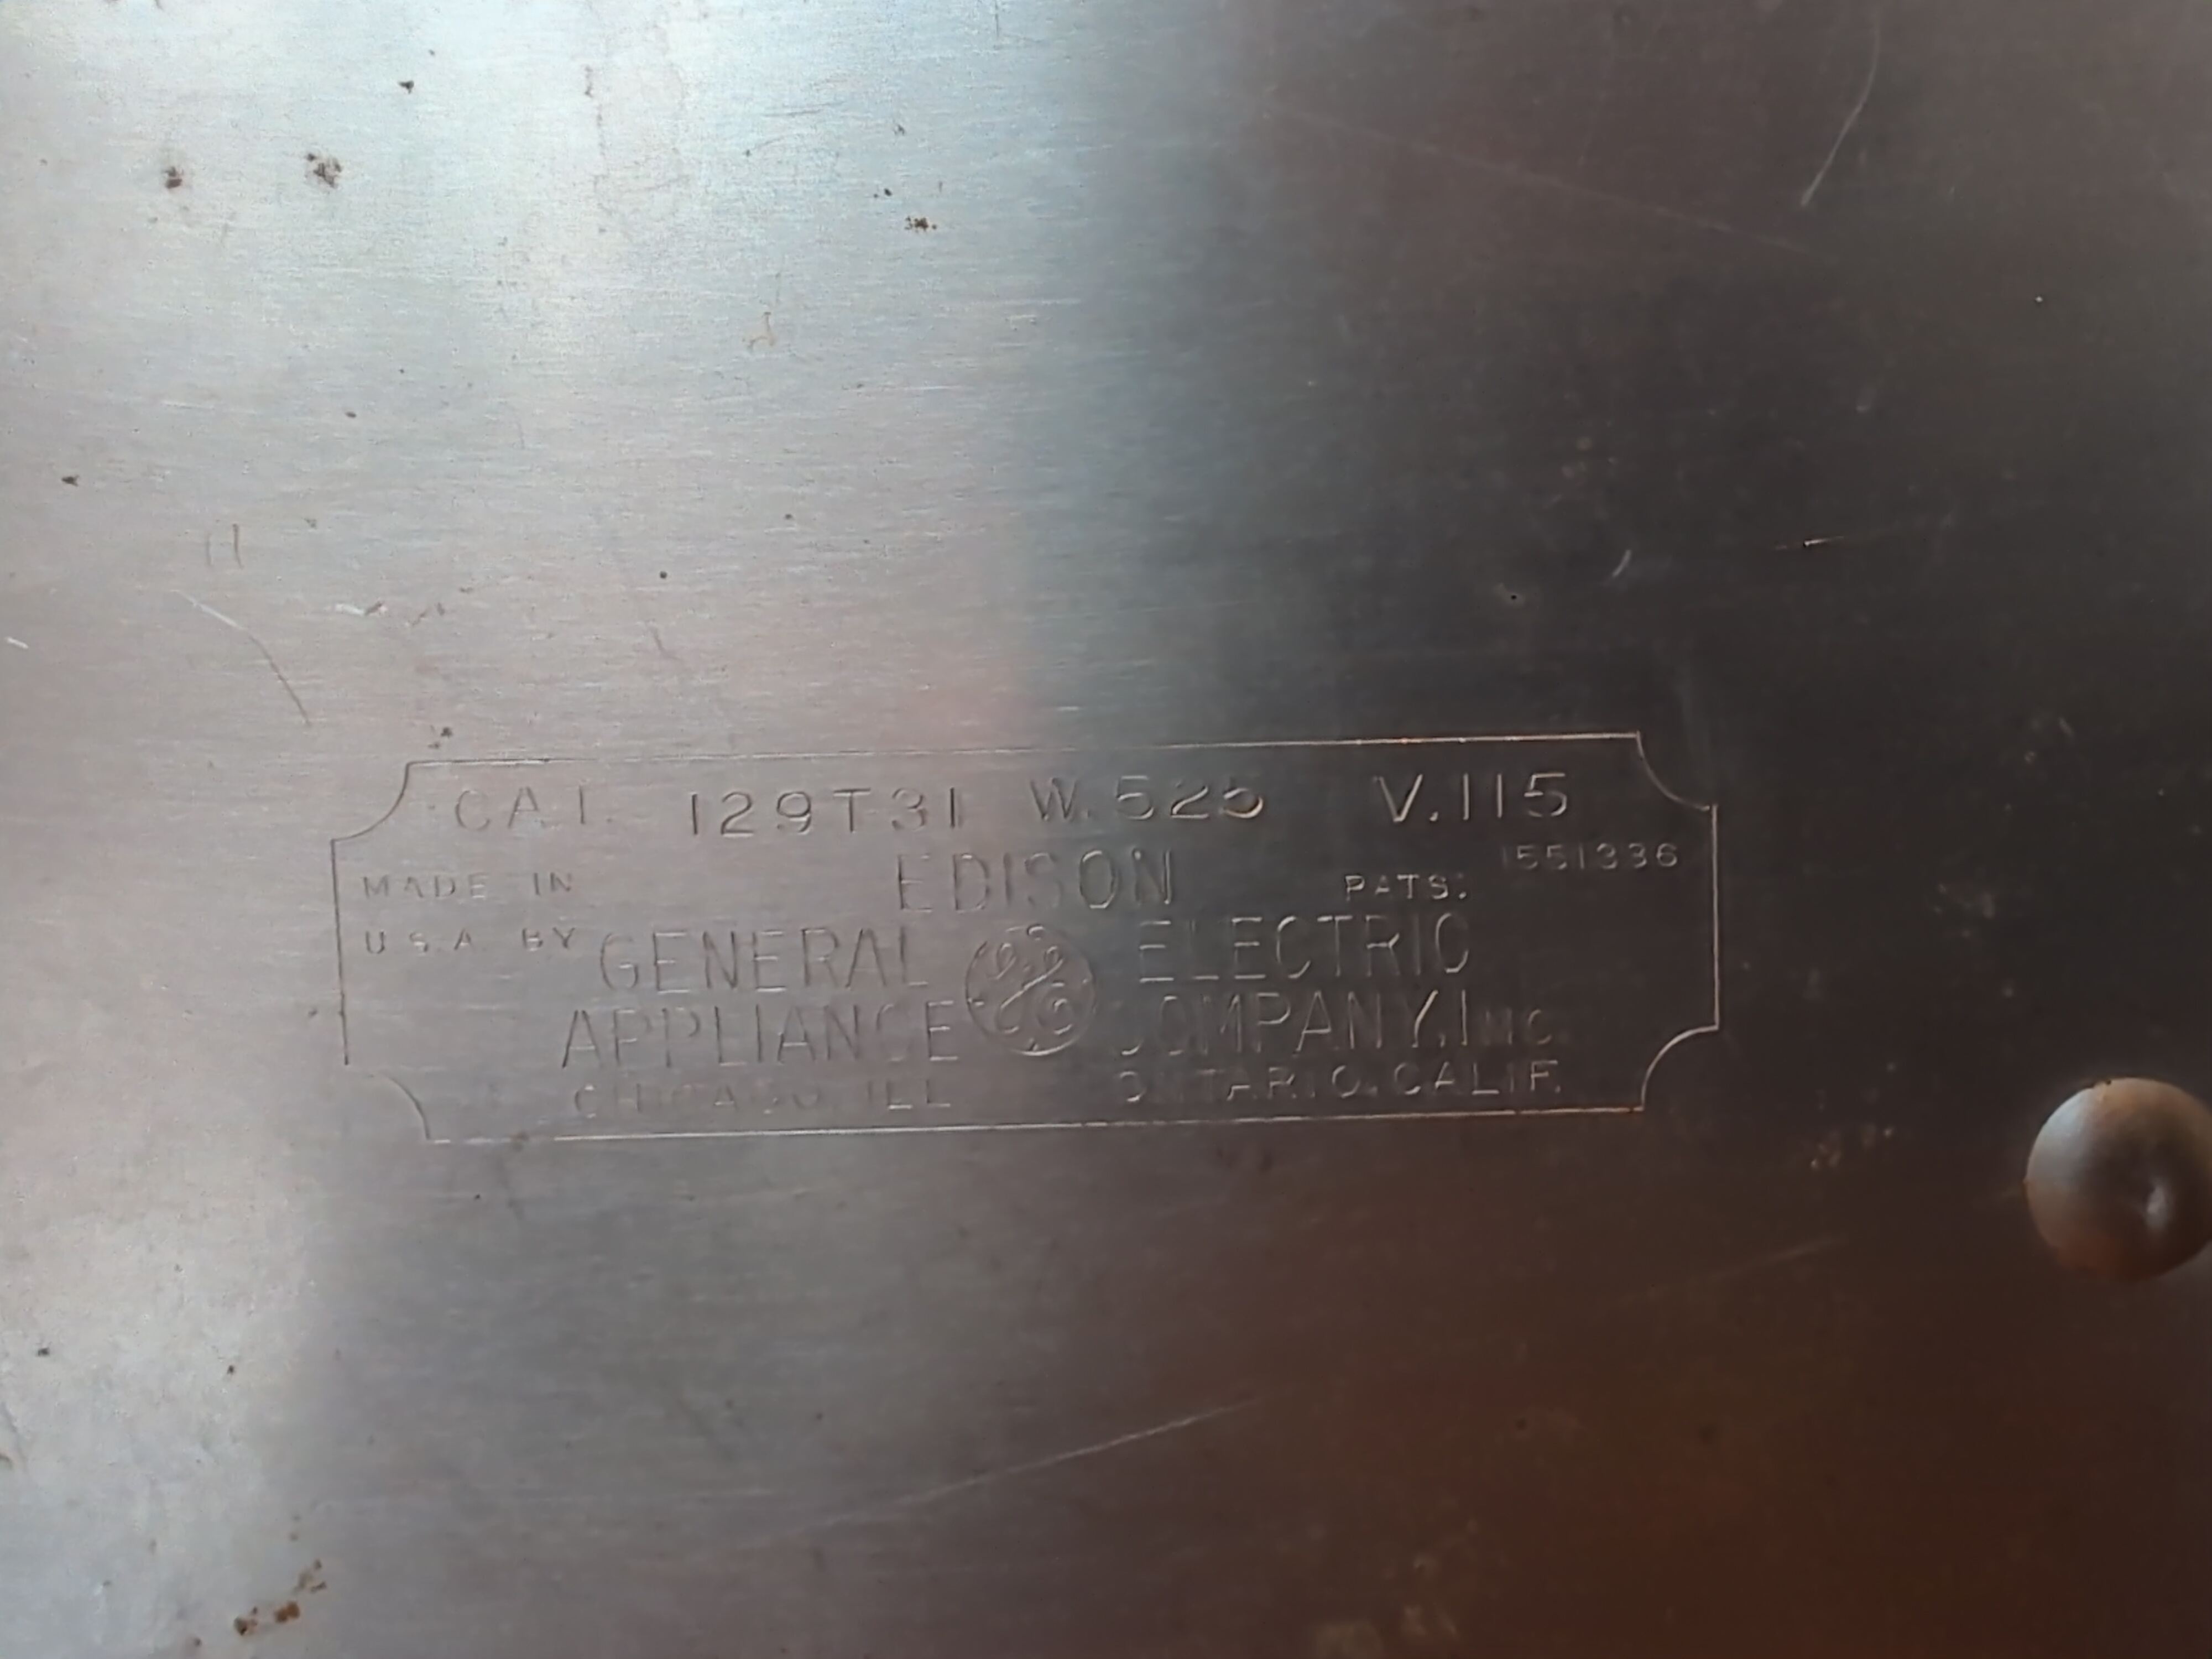 CAT. 129T31 W. 525 V. 115
MADE IN EDISON PATS: 1551336
U.S.A. BY GENERAL GE ELECTRIC
APPLIANCE COMPANY, INC.
CHICAGO, ILL ONTARIO, CALIF.